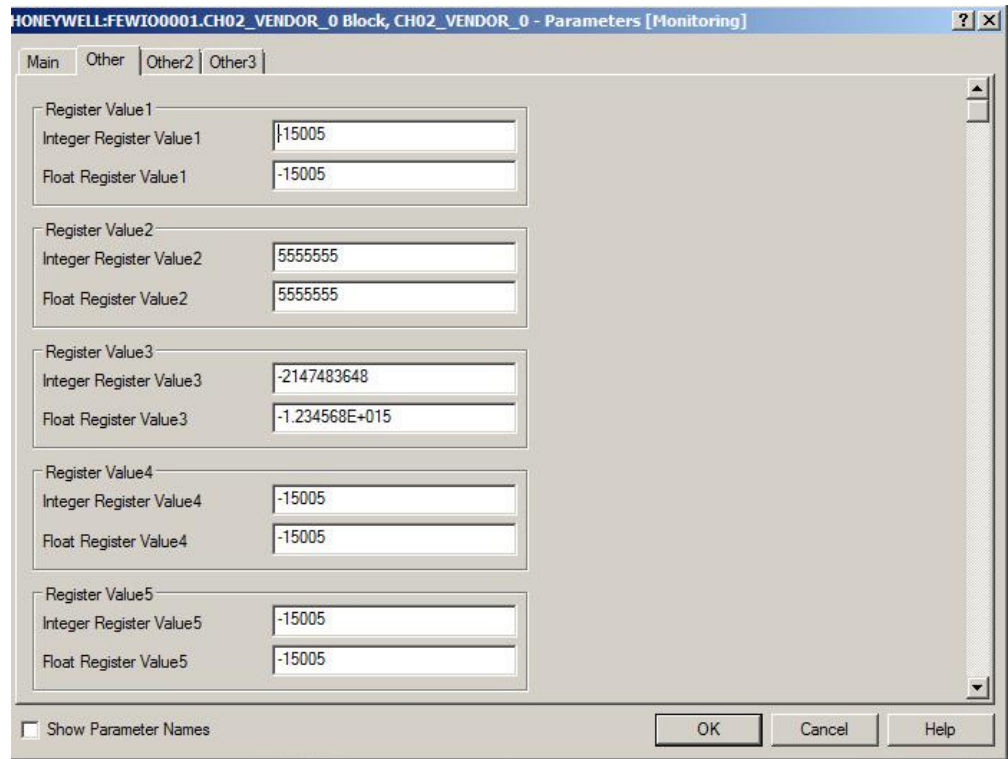 HONEYWELL:FEWIO0001.CH02_VENDOR_0 Block, CH02_VENDOR_0 - Parameters [Monitoring]
Main Other Other2 Other3
Register Value1
Integer Register Value1 -15005
Float Register Value1 -15005
Register Value2
Integer Register Value2 5555555
Float Register Value2 5555555
Register Value3
Integer Register Value3 -2147483648
Float Register Value3 -1.234568E+015
Register Value4
Integer Register Value4 -15005
Float Register Value4 -15005
Register Value5
Integer Register Value5 -15005
Float Register Value5 -15005
Show Parameter Names OK Cancel Help